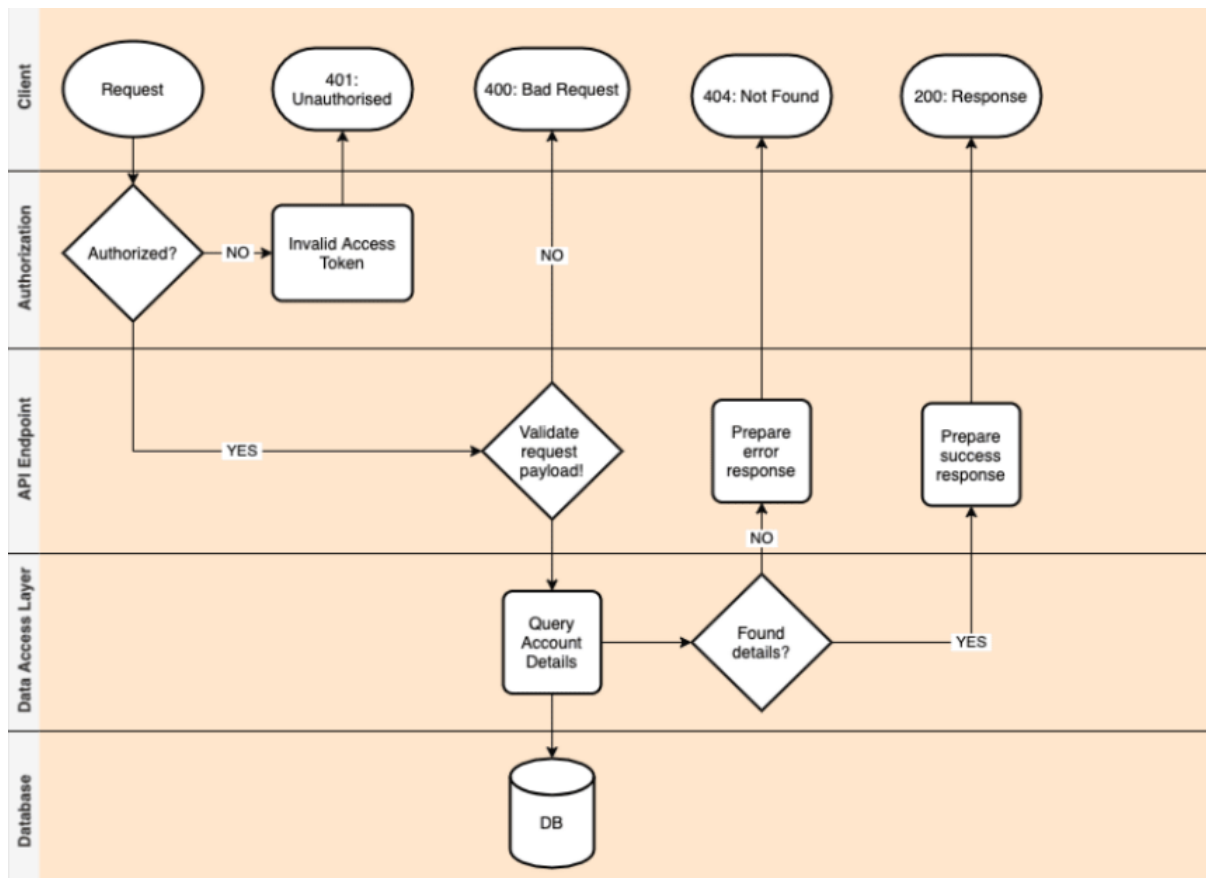 Client
Request
401:
Unauthorised
400: Bad Request
404: Not Found
200: Response
Authorization
Authorized?
NO
Invalid Access
Token
NO
API Endpoint
YES
Validate
request
payload!
Prepare
error
response
Prepare
success
response
NO
Data Access Layer
Query
Account
Details
Found
details?
YES
Database
DB